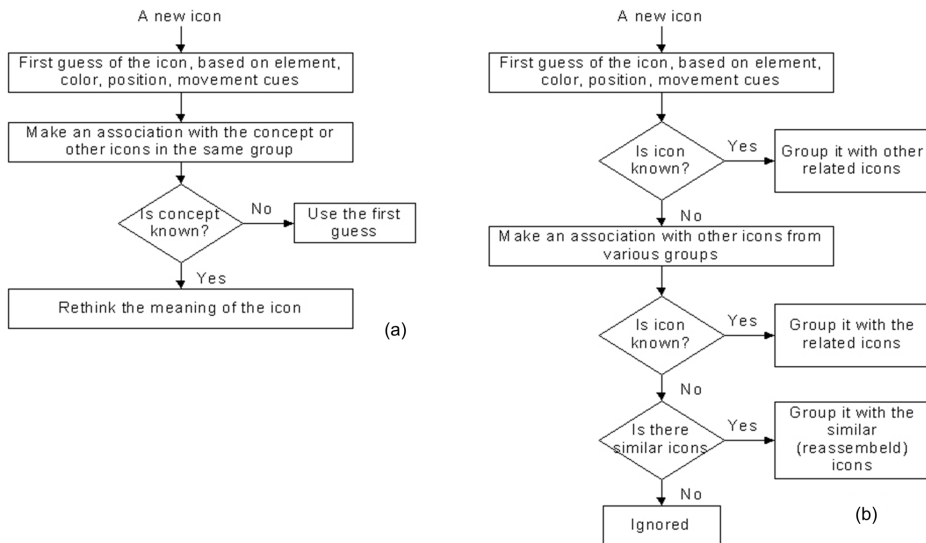 A new icon
First guess of the icon, based on element,
color, position, movement cues
Make an association with the concept or
other icons in the same group
Is concept
known?
No
Use the first
guess
Yes
Rethink the meaning of the icon
(a)
A new icon
First guess of the icon, based on element,
color, position, movement cues
Is icon
known?
Yes
Group it with other
related icons
No
Make an association with other icons from
various groups
Is icon
known?
Yes
Group it with the
related icons
No
Is there
similar icons
Yes
Group it with the
similar
(reassembeld)
icons
No
Ignored
(b)